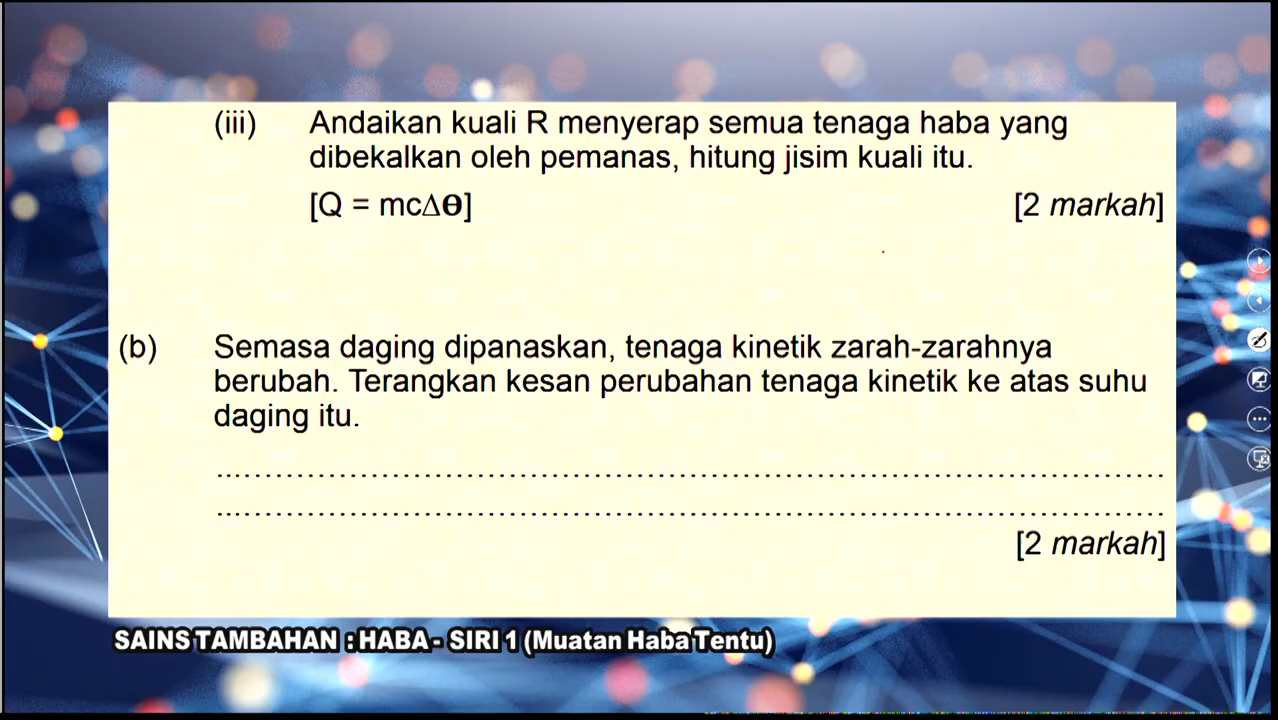 (iii) Andaikan kuali R menyerap semua tenaga haba yang
dibekalkan oleh pemanas, hitung jisim kuali itu.
[Q = mcΔΘ] [2 markah]
(b) Semasa daging dipanaskan, tenaga kinetik zarah-zarahnya
berubah. Terangkan kesan perubahan tenaga kinetik ke atas suhu
daging itu.
........................................................................................
........................................................................................
[2 markah]
SAINS TAMBAHAN : HABA - SIRI 1 (Muatan Haba Tentu)